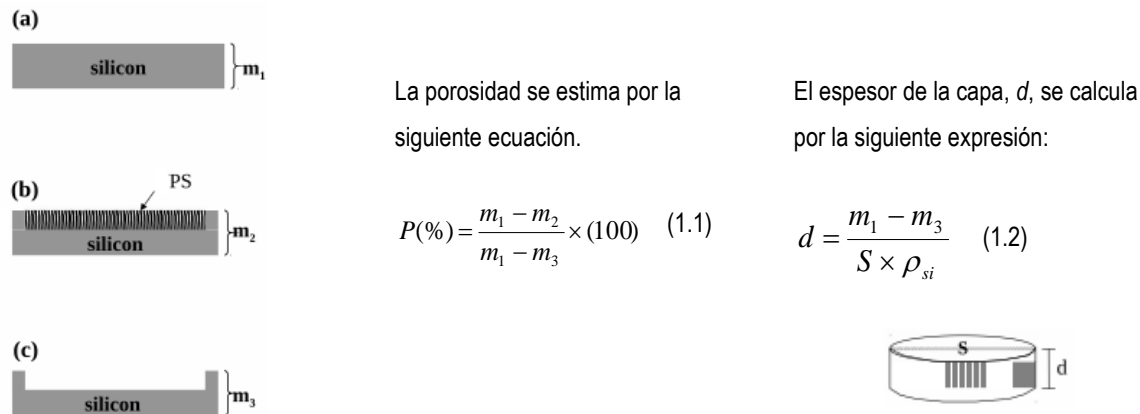 (a)
silicon
m₁
(b)
PS
silicon
m₂
(c)
silicon
m₃
La porosidad se estima por la
siguiente ecuación.
P(%) = (m₁ − m₂) / (m₁ − m₃) × (100) (1.1)
El espesor de la capa, d, se calcula
por la siguiente expresión:
d = (m₁ − m₃) / (S × ρsi) (1.2)
S
d